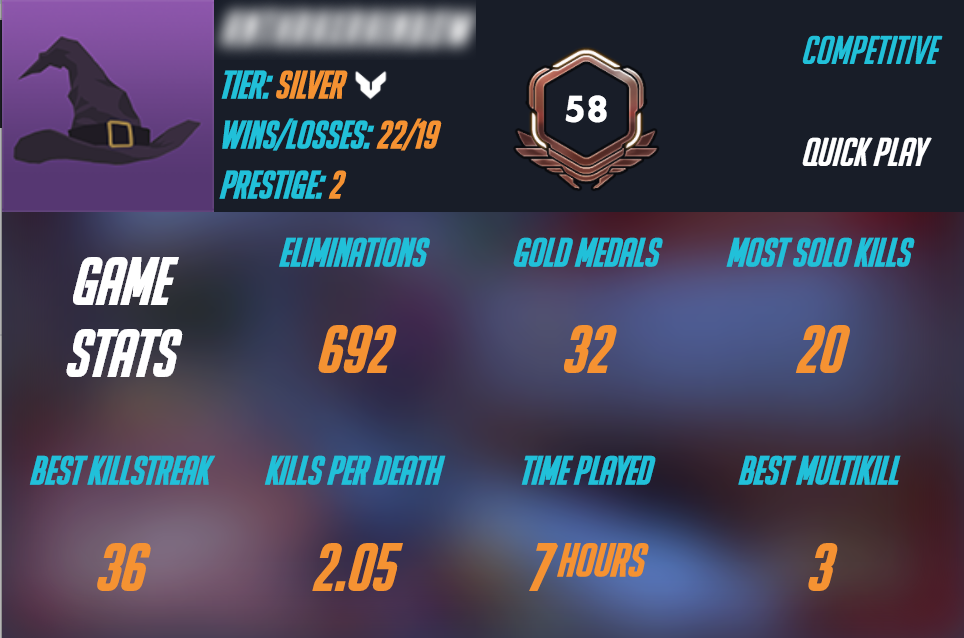 TIER: SILVER
WINS/LOSSES: 22/19
PRESTIGE: 2
58
COMPETITIVE
QUICK PLAY
GAME
STATS
ELIMINATIONS
692
GOLD MEDALS
32
MOST SOLO KILLS
20
BEST KILLSTREAK
36
KILLS PER DEATH
2.05
TIME PLAYED
7 HOURS
BEST MULTIKILL
3